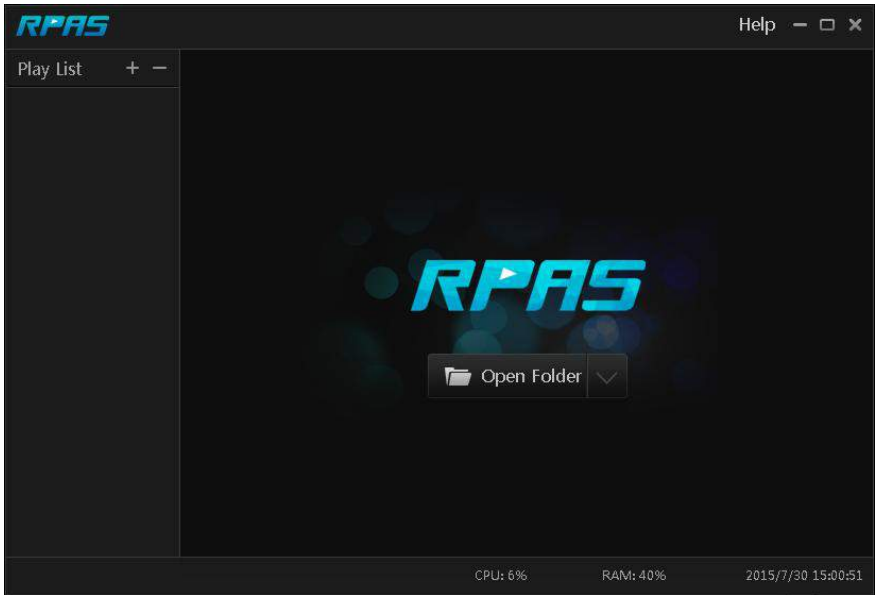 RPAS
Help
Play List
RPAS
Open Folder
CPU: 6% RAM: 40% 2015/7/30 15:00:51